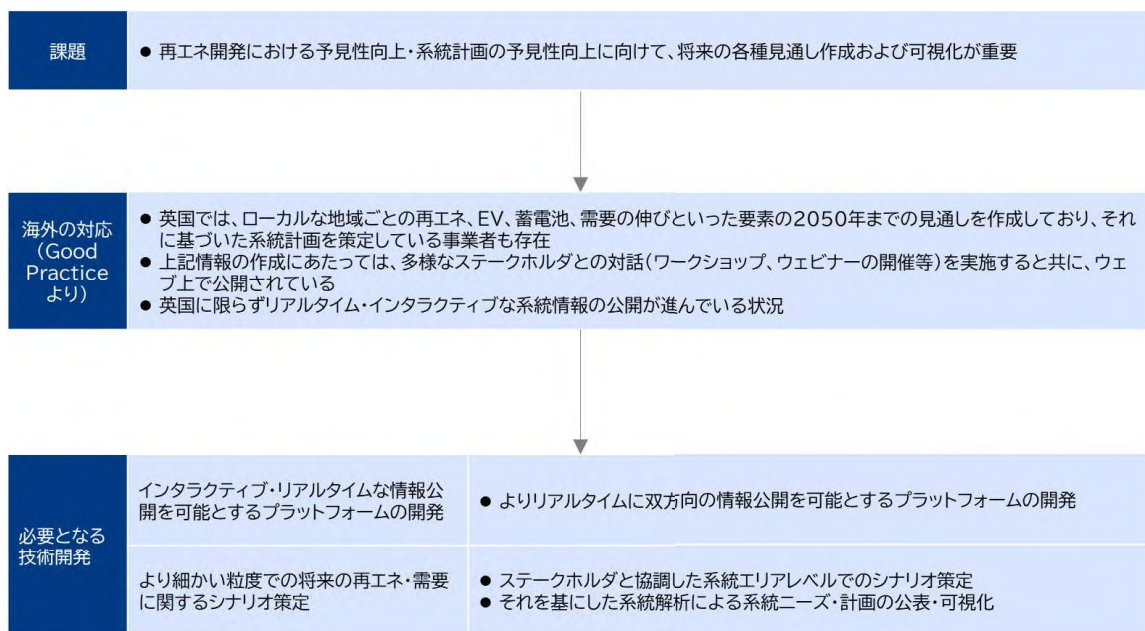 課題
● 再エネ開発における予見性向上・系統計画の予見性向上に向けて、将来の各種見通し作成および可視化が重要
海外の対応
(Good
Practice
より)
● 英国では、ローカルな地域ごとの再エネ、EV、蓄電池、需要の伸びといった要素の2050年までの見通しを作成しており、それ
に基づいた系統計画を策定している事業者も存在
● 上記情報の作成にあたっては、多様なステークホルダとの対話(ワークショップ、ウェビナーの開催等)を実施すると共に、ウェ
ブ上で公開されている
● 英国に限らずリアルタイム・インタラクティブな系統情報の公開が進んでいる状況
必要となる
技術開発
インタラクティブ・リアルタイムな情報公
開を可能とするプラットフォームの開発
● よりリアルタイムに双方向の情報公開を可能とするプラットフォームの開発
より細かい粒度での将来の再エネ・需要
に関するシナリオ策定
● ステークホルダと協調した系統エリアレベルでのシナリオ策定
● それを基にした系統解析による系統ニーズ・計画の公表・可視化